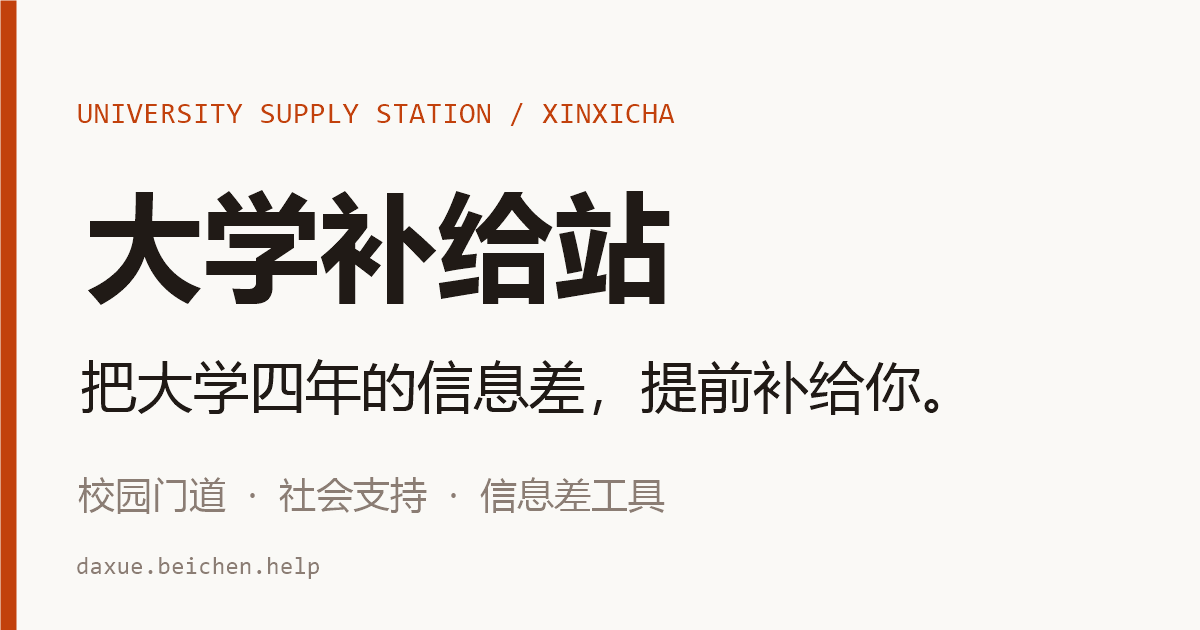 UNIVERSITY SUPPLY STATION / XINXICHA
大学补给站
把大学四年的信息差，提前补给你。
校园门道 · 社会支持 · 信息差工具
daxue.beichen.help